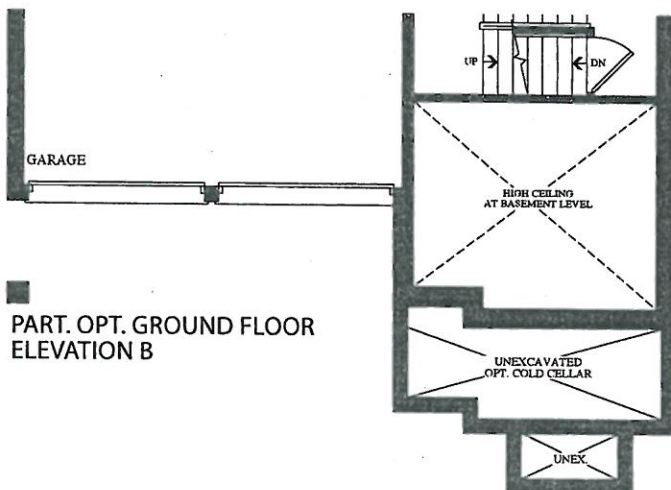 UP
DN
GARAGE
HIGH CEILING
AT BASEMENT LEVEL
PART. OPT. GROUND FLOOR
ELEVATION B
UNEXCAVATED
OPT. COLD CELLAR
UNEX.